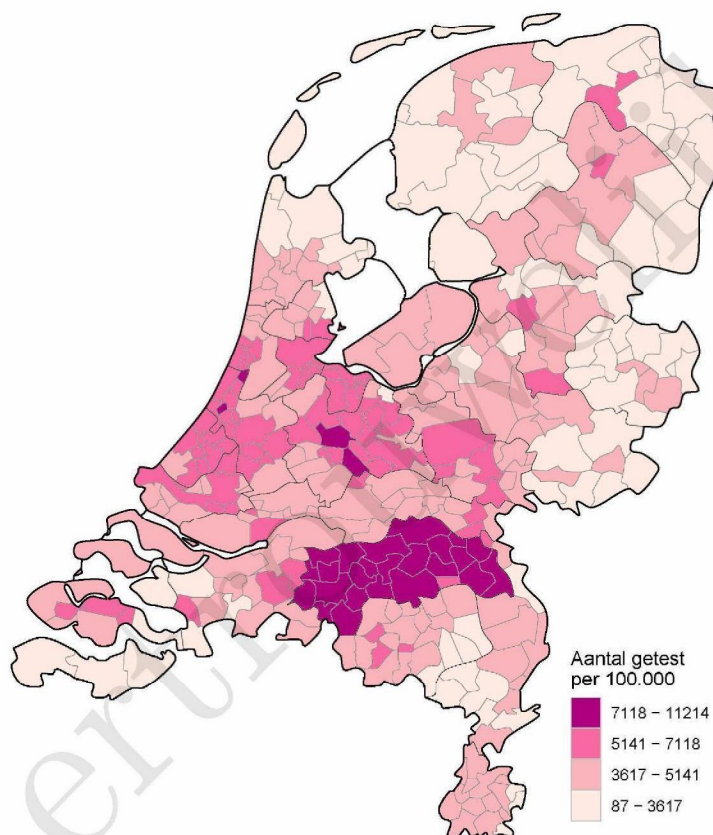 Aantal getest
per 100.000
7118 – 11214
5141 – 7118
3617 – 5141
87 – 3617